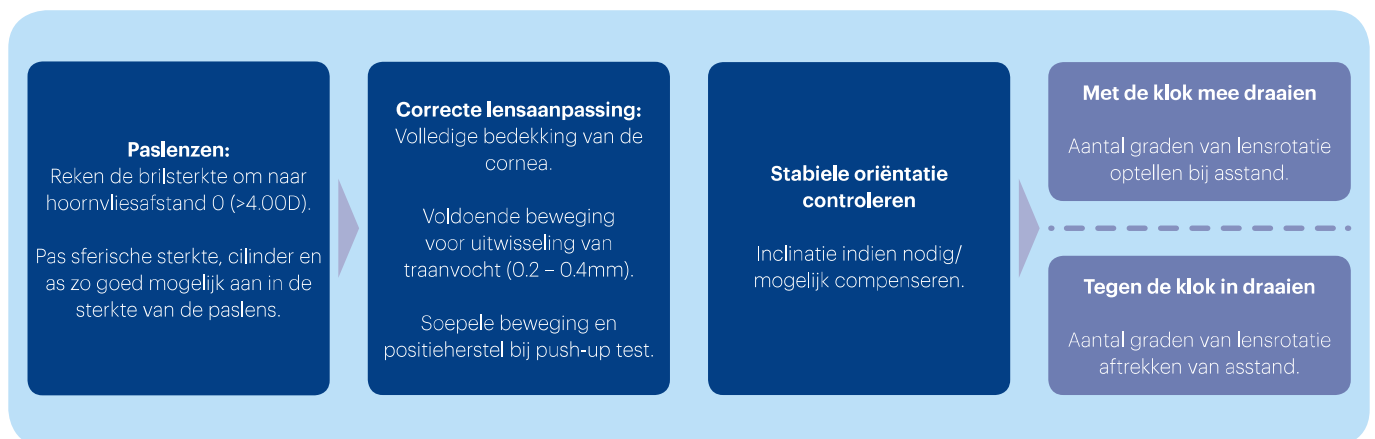 Paslenzen:
Reken de brilsterkte om naar
hoornvliesafstand 0 (>4.00D).
Pas sferische sterkte, cilinder en
as zo goed mogelijk aan in de
sterkte van de paslens.
Correcte lensaanpassing:
Volledige bedekking van de
cornea.
Voldoende beweging
voor uitwisseling van
traanvocht (0.2 – 0.4mm).
Soepele beweging en
positieherstel bij push-up test.
Stabiele oriëntatie
controleren
Inclinatie indien nodig/
mogelijk compenseren.
Met de klok mee draaien
Aantal graden van lensrotatie
optellen bij asstand.
Tegen de klok in draaien
Aantal graden van lensrotatie
aftrekken van asstand.